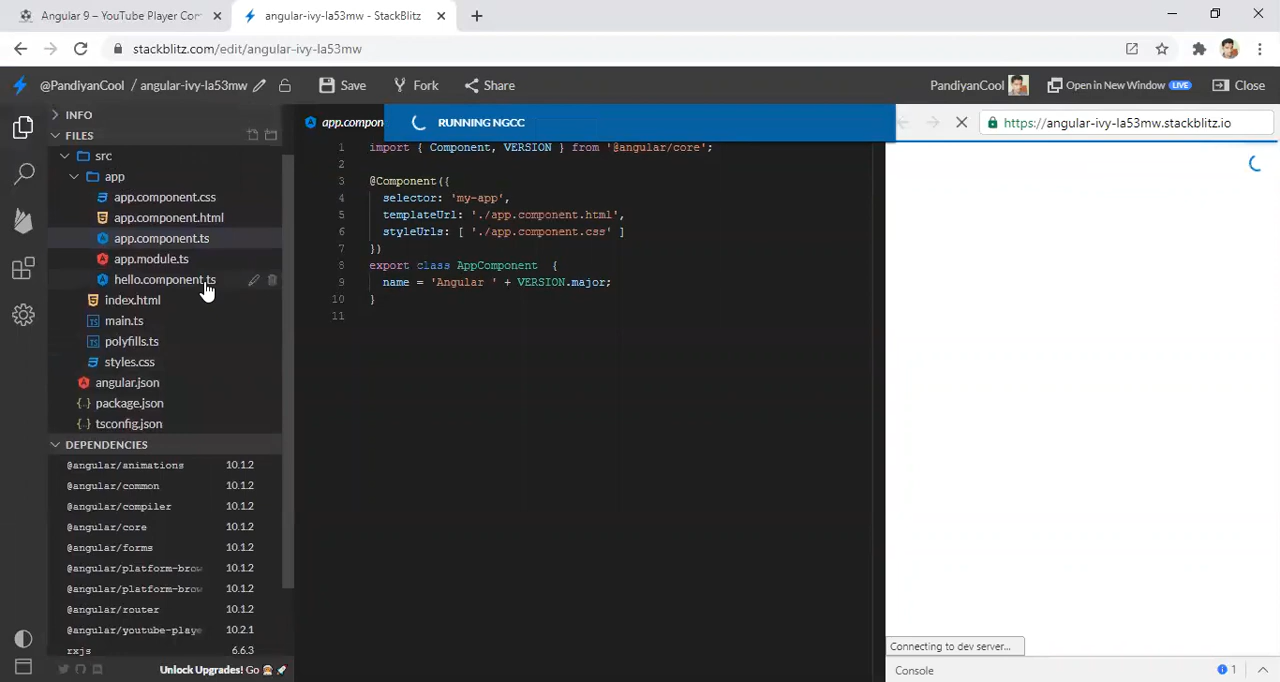 Angular 9 – YouTube Player Com
angular-ivy-la53mw - StackBlitz
stackblitz.com/edit/angular-ivy-la53mw
@PandiyanCool / angular-ivy-la53mw
Save
Fork
Share
PandiyanCool
Open in New Window LIVE
Close
INFO
FILES
src
app
app.component.css
app.component.html
app.component.ts
app.module.ts
hello.component.ts
index.html
main.ts
polyfills.ts
styles.css
angular.json
package.json
tsconfig.json
DEPENDENCIES
@angular/animations 10.1.2
@angular/common 10.1.2
@angular/compiler 10.1.2
@angular/core 10.1.2
@angular/forms 10.1.2
@angular/platform-brow 10.1.2
@angular/platform-brow 10.1.2
@angular/router 10.1.2
@angular/youtube-playe 10.2.1
rxjs 6.6.3
Unlock Upgrades! Go
app.compon
RUNNING NGCC
1 import { Component, VERSION } from '@angular/core';
2
3 @Component({
4 selector: 'my-app',
5 templateUrl: './app.component.html',
6 styleUrls: [ './app.component.css' ]
7 })
8 export class AppComponent {
9 name = 'Angular ' + VERSION.major;
10 }
11
https://angular-ivy-la53mw.stackblitz.io
Connecting to dev server...
Console
1